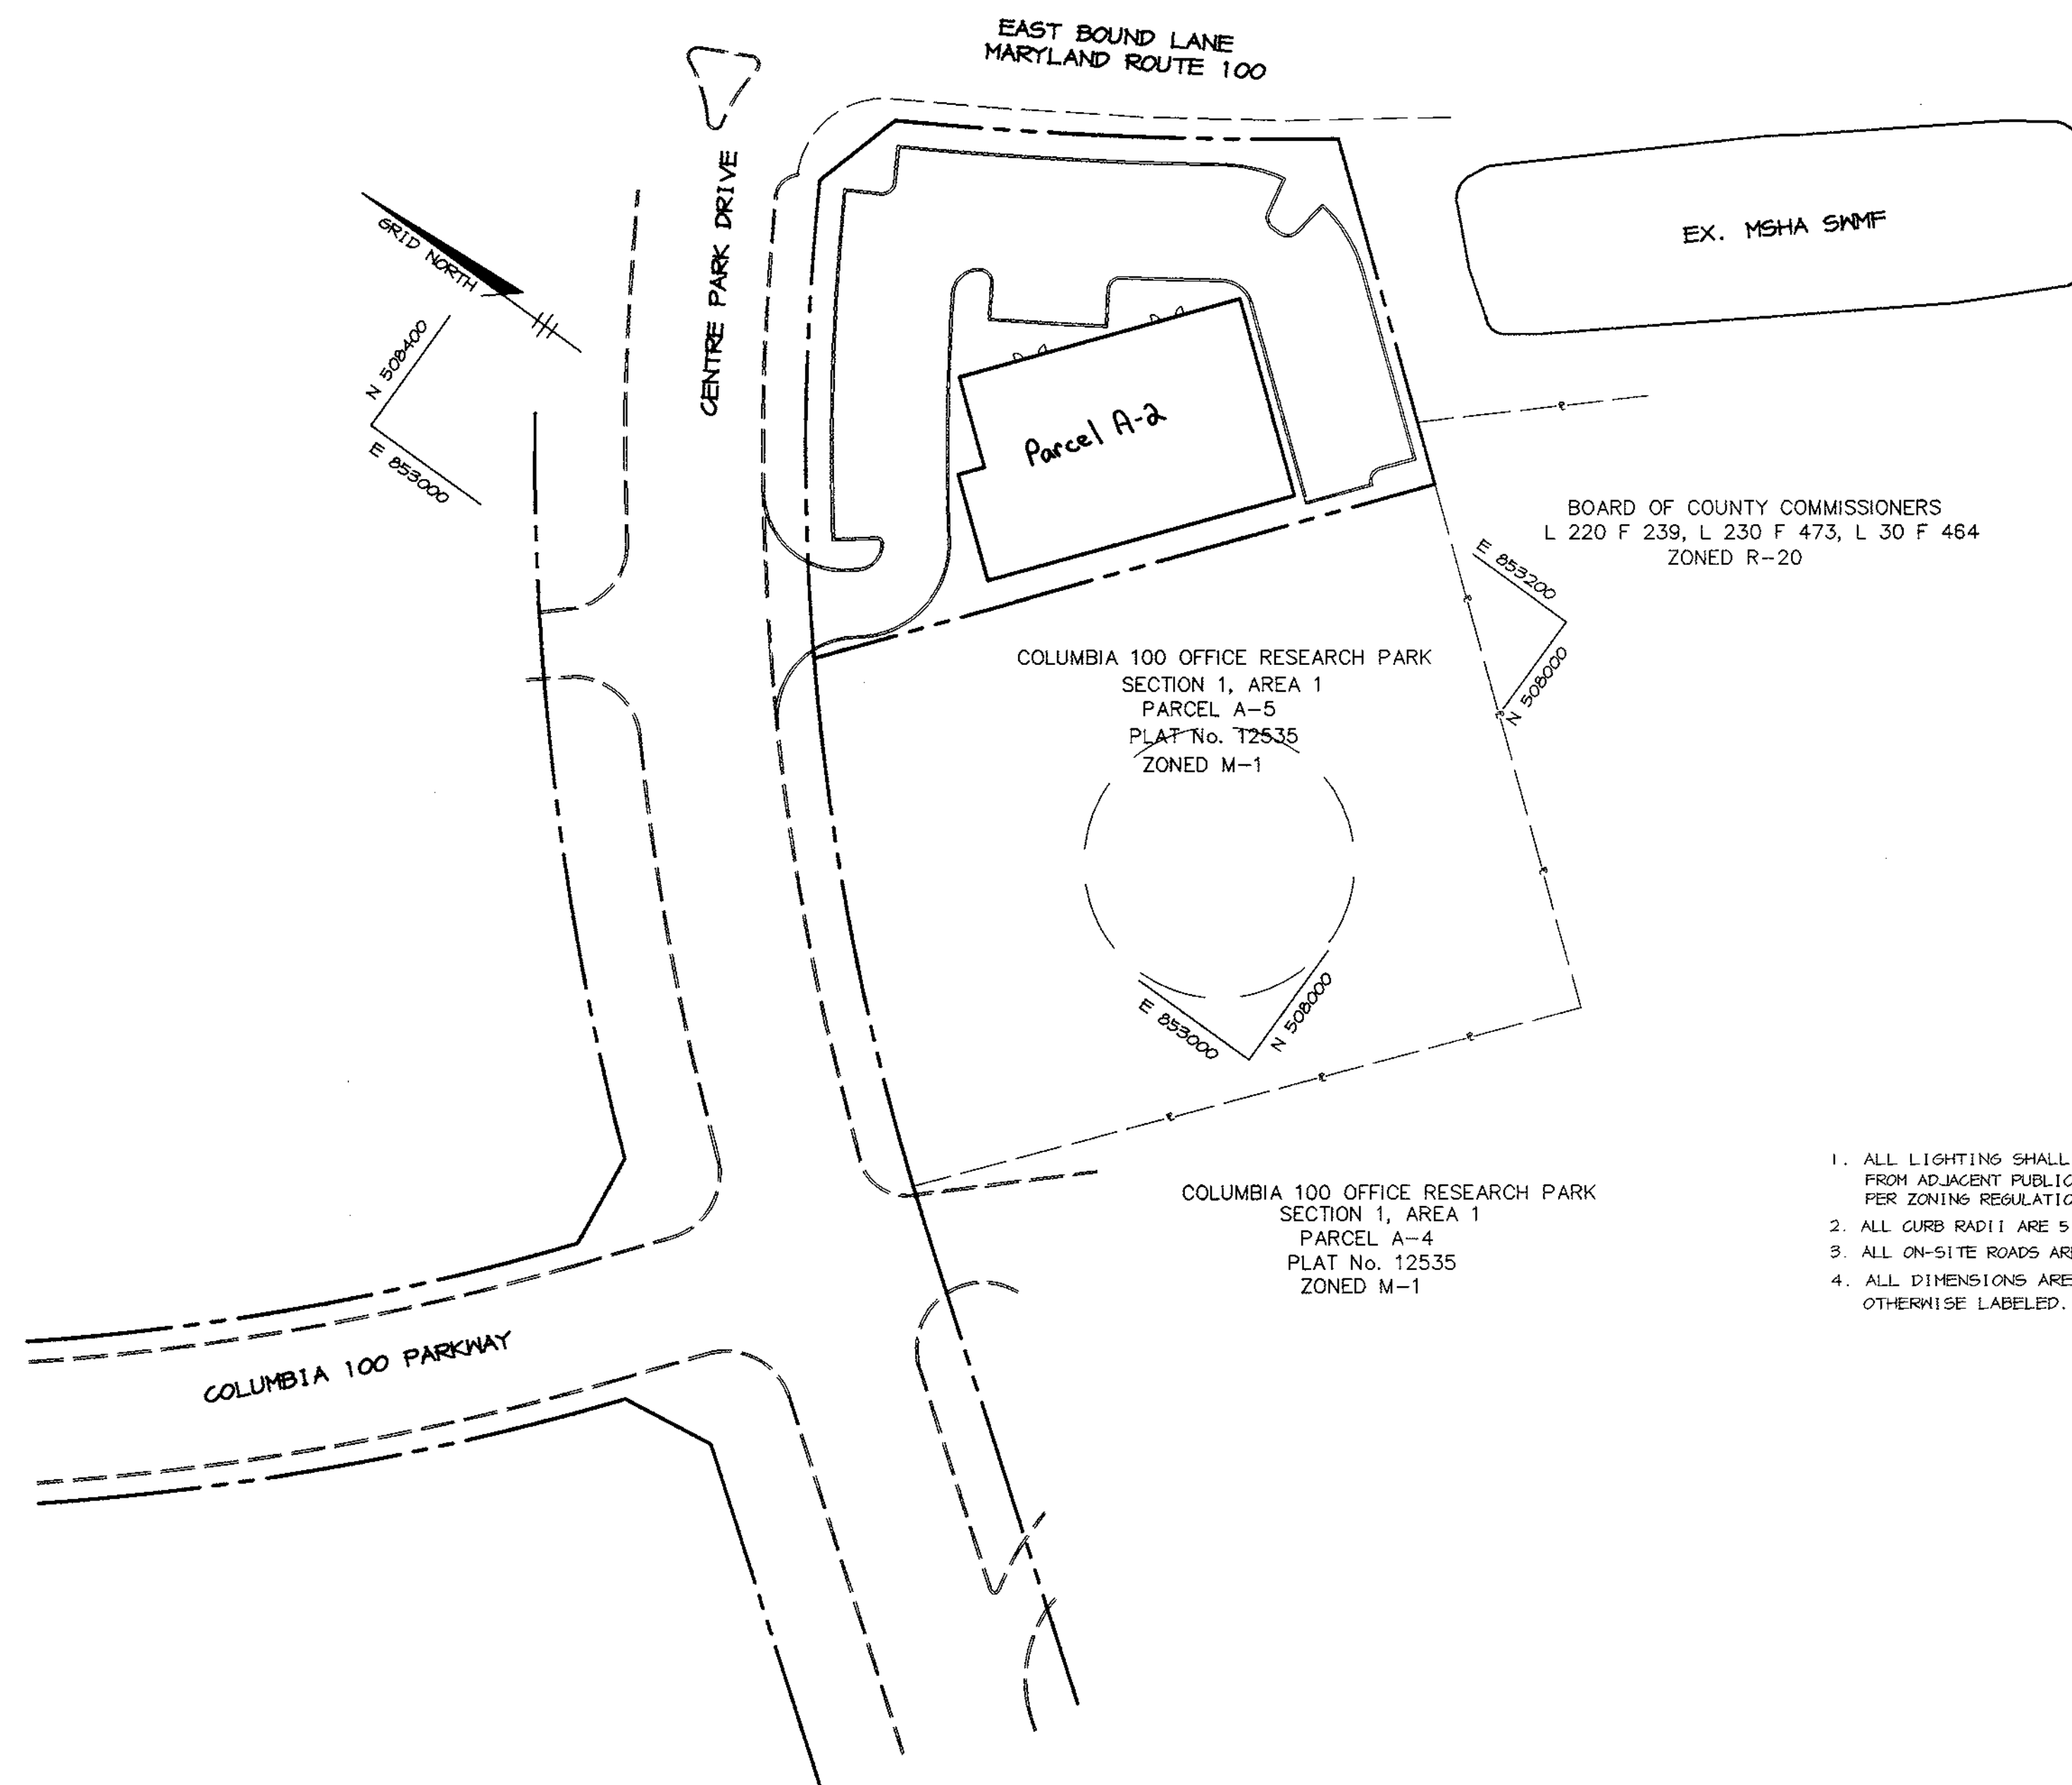 EAST BOUND LANE
MARYLAND ROUTE 100
CENTRE PARK DRIVE
GRID NORTH
N 508400
E 853000
EX. MSHA SWMF
Parcel A-2
BOARD OF COUNTY COMMISSIONERS
L 220 F 239, L 230 F 473, L 30 F 464
ZONED R-20
E 853200
N 508000
COLUMBIA 100 OFFICE RESEARCH PARK
SECTION 1, AREA 1
PARCEL A-5
PLAT No. 12535
ZONED M-1
E 853000
N 508000
COLUMBIA 100 OFFICE RESEARCH PARK
SECTION 1, AREA 1
PARCEL A-4
PLAT No. 12535
ZONED M-1
COLUMBIA 100 PARKWAY
1. ALL LIGHTING SHALL
FROM ADJACENT PUBLIC
PER ZONING REGULATIO
2. ALL CURB RADII ARE 5
3. ALL ON-SITE ROADS AR
4. ALL DIMENSIONS ARE
OTHERWISE LABELED.